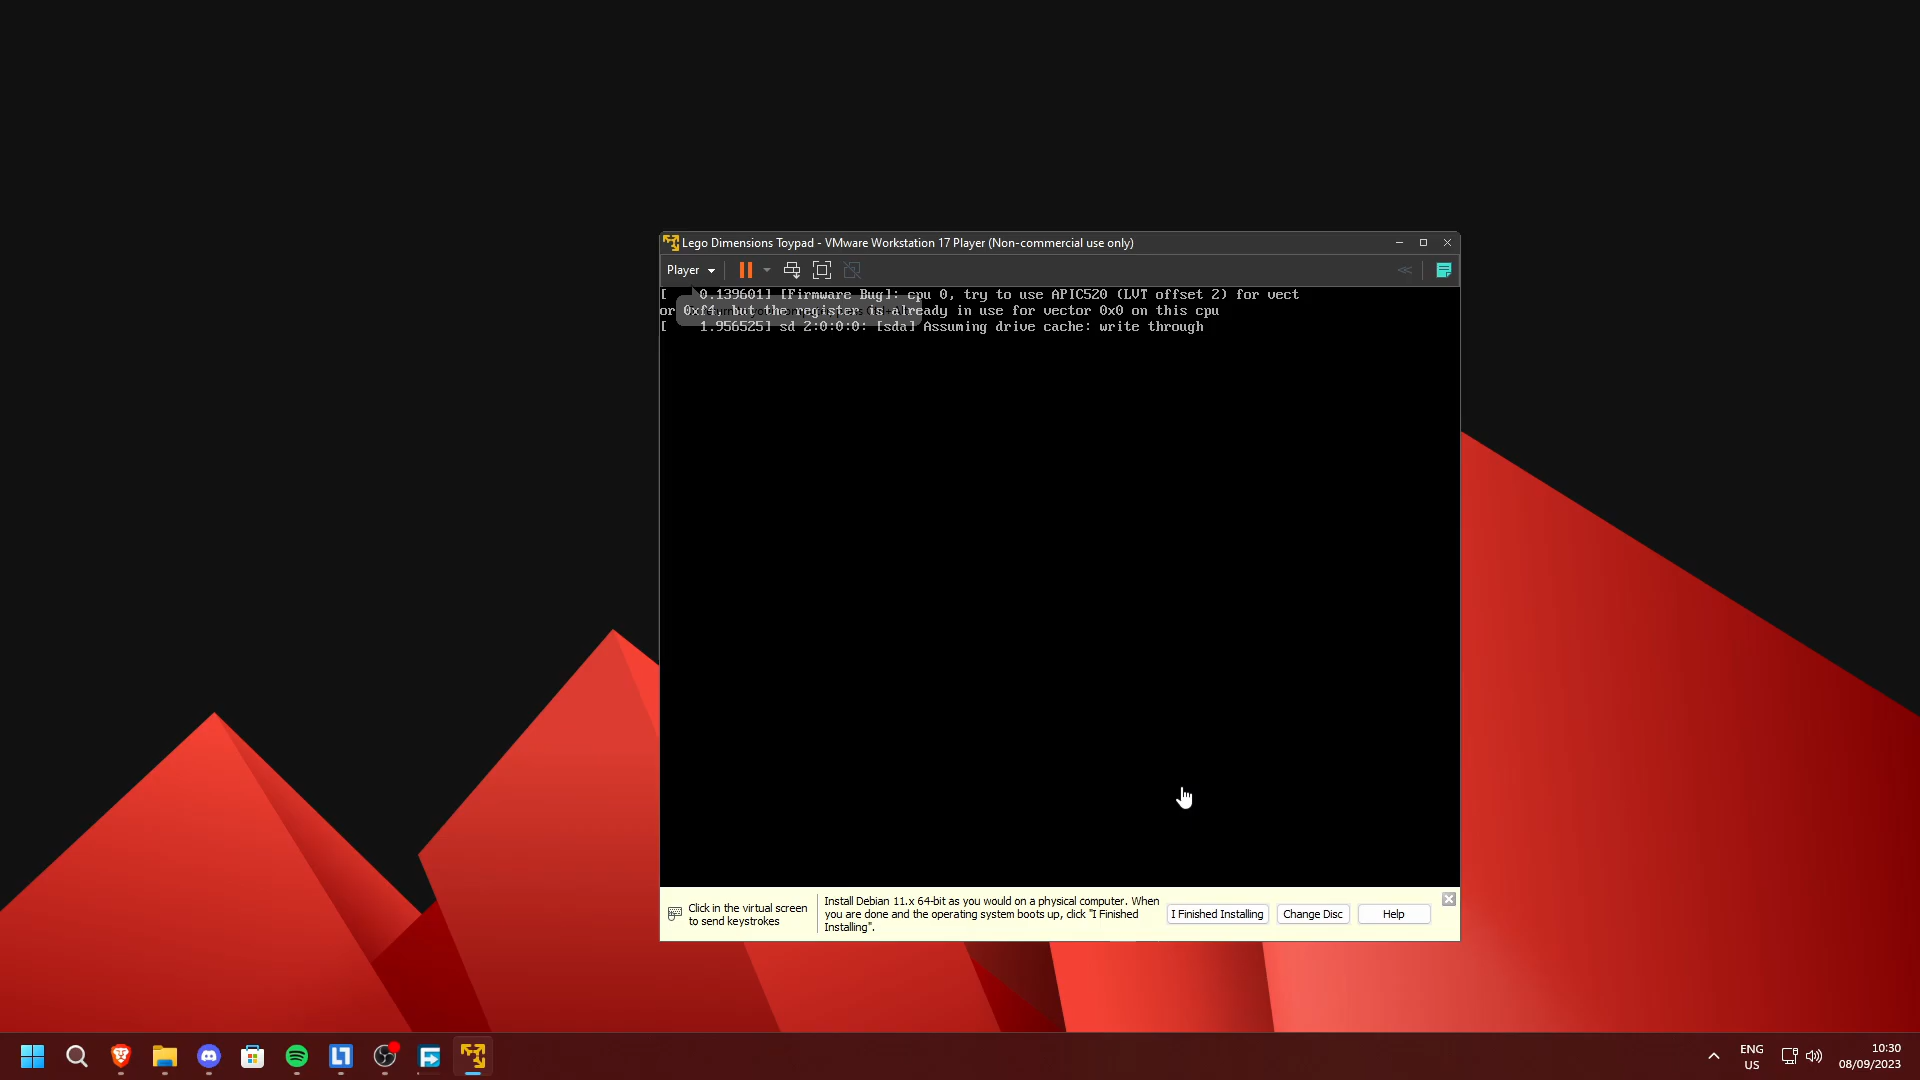 Lego Dimensions Toypad - VMware Workstation 17 Player (Non-commercial use only)
Player
[    0.139601] [Firmware Bug]: cpu 0, try to use APIC520 (LVT offset 2) for vect
or 0xf4, but the register is already in use for vector 0x0 on this cpu
[    1.956525] sd 2:0:0:0: [sda] Assuming drive cache: write through
Click in the virtual screen
to send keystrokes
Install Debian 11.x 64-bit as you would on a physical computer. When
you are done and the operating system boots up, click "I Finished
Installing".
I Finished Installing
Change Disc
Help
ENG
US
10:30
08/09/2023